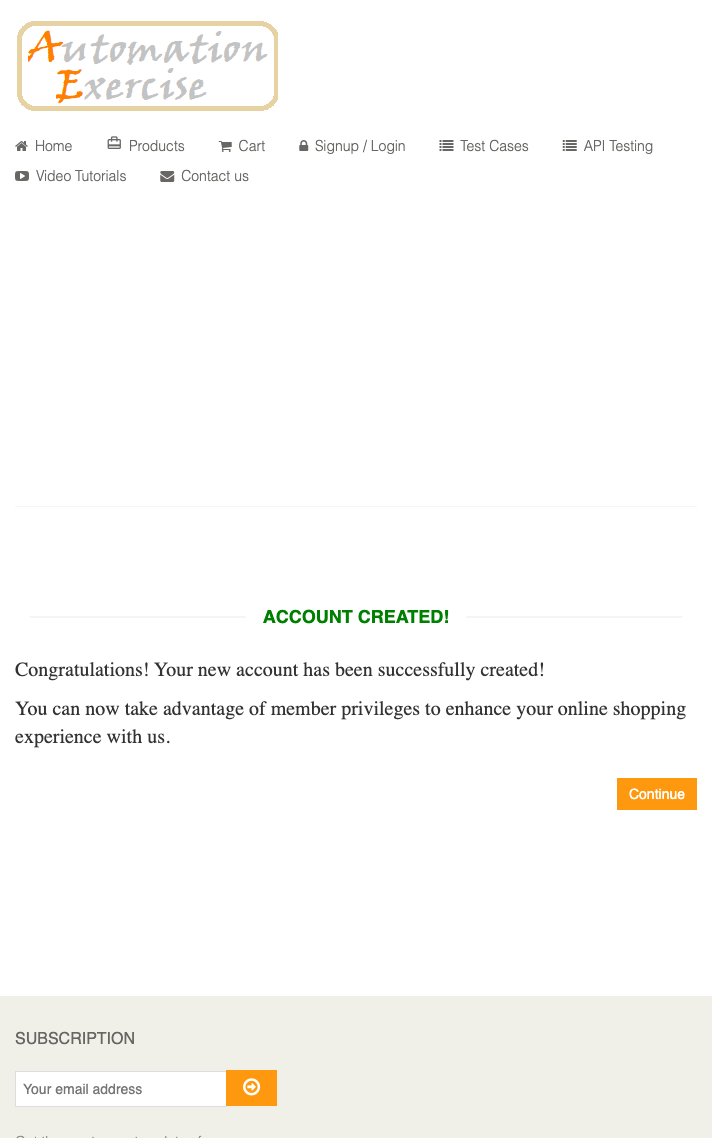 Automation
Exercise
Home Products Cart Signup / Login Test Cases API Testing
Video Tutorials Contact us
ACCOUNT CREATED!
Congratulations! Your new account has been successfully created!
You can now take advantage of member privileges to enhance your online shopping
experience with us.
Continue
SUBSCRIPTION
Your email address